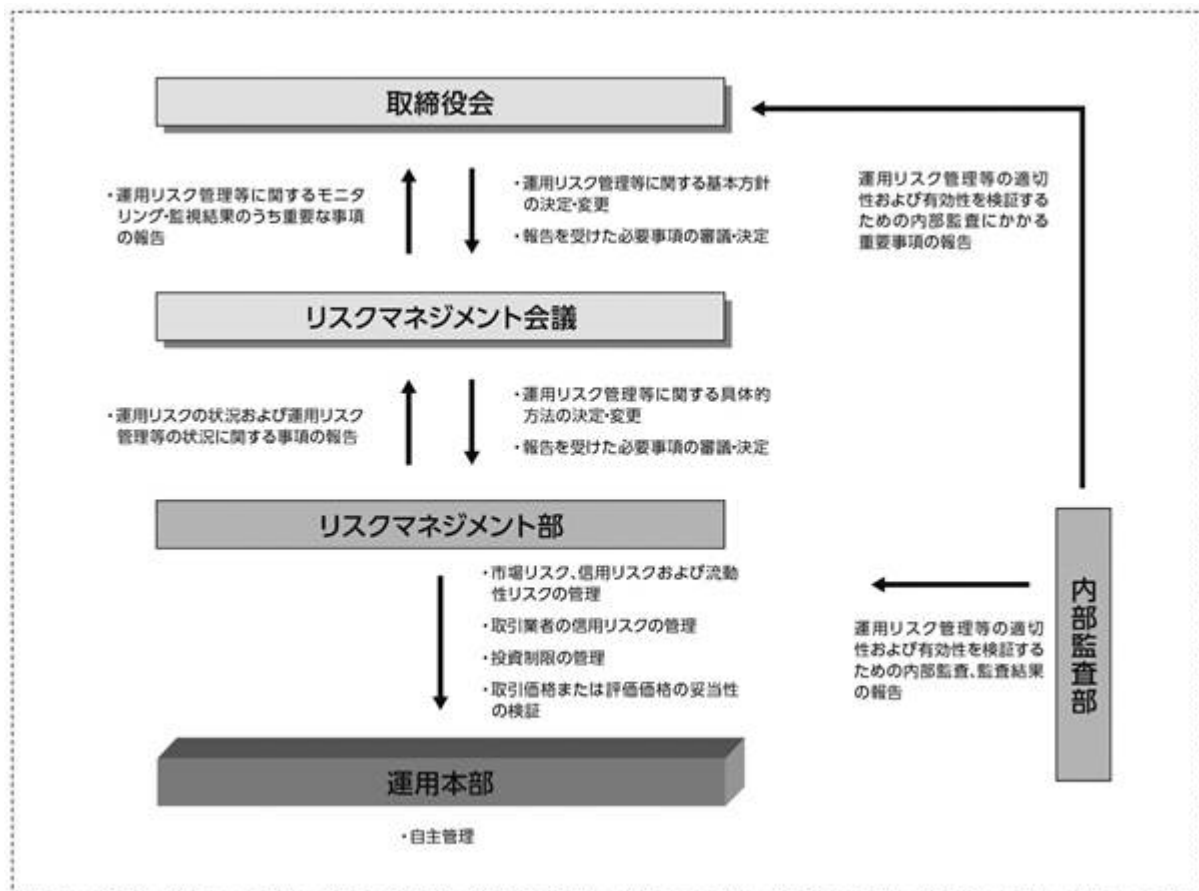 取締役会
・運用リスク管理等に関するモニタ
リング・監視結果のうち重要な事項
の報告
・運用リスク管理等に関する基本方針
の決定・変更
・報告を受けた必要事項の審議・決定
運用リスク管理等の適切
性および有効性を検証する
ための内部監査にかかる
重要事項の報告
リスクマネジメント会議
・運用リスクの状況および運用リスク
管理等の状況に関する事項の報告
・運用リスク管理等に関する具体的
方法の決定・変更
・報告を受けた必要事項の審議・決定
リスクマネジメント部
・市場リスク、信用リスクおよび流動
性リスクの管理
・取引業者の信用リスクの管理
・投資制限の管理
・取引価格または評価価格の妥当性
の検証
運用リスク管理等の適切
性および有効性を検証する
ための内部監査、監査結果
の報告
内部監査部
運用本部
・自主管理